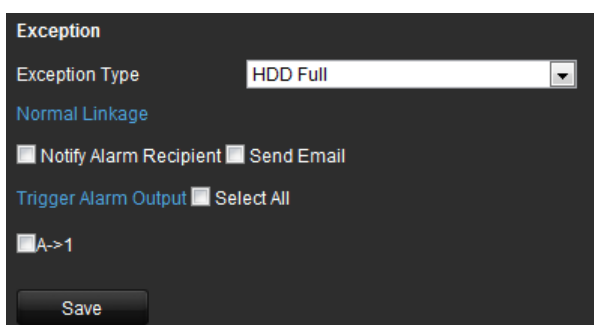 Exception
Exception Type HDD Full
Normal Linkage
Notify Alarm Recipient Send Email
Trigger Alarm Output Select All
A->1
Save